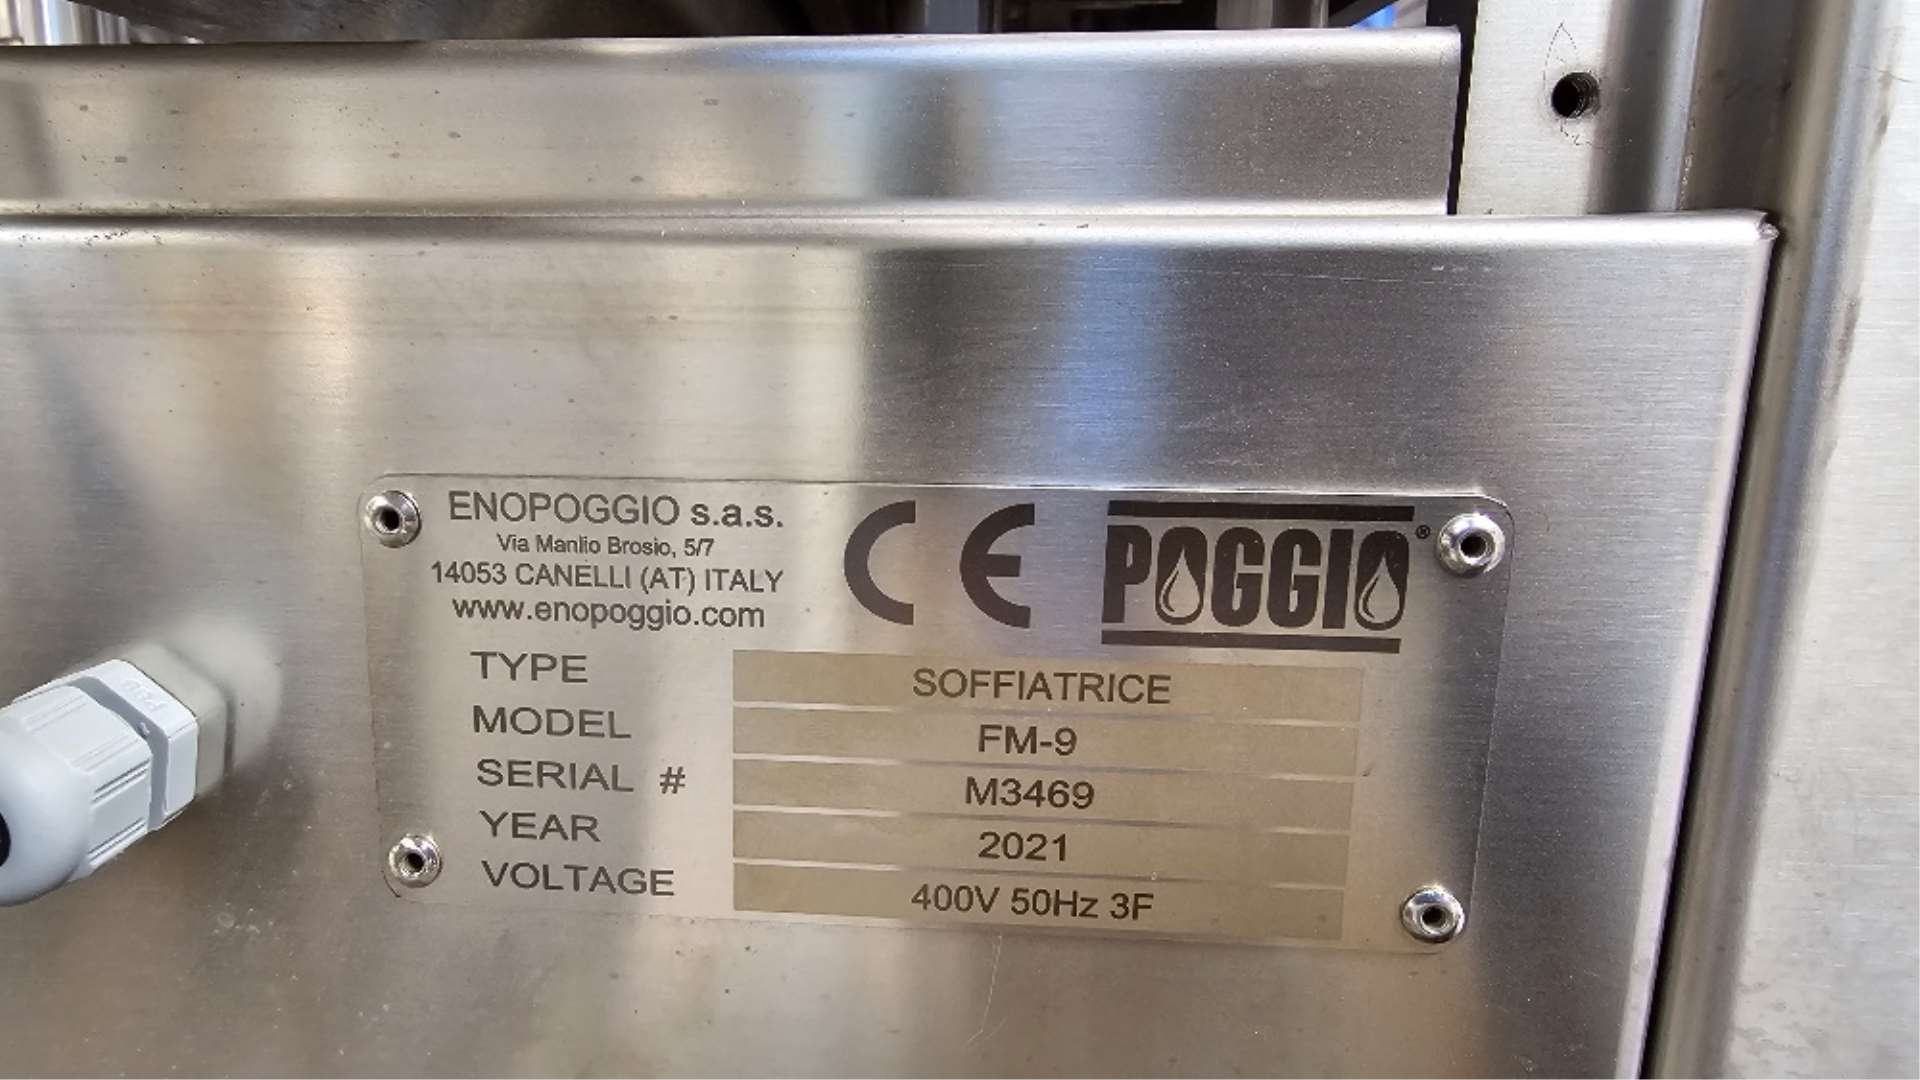 ENOPOGGIO s.a.s.
Via Manlio Brosio, 5/7
14053 CANELLI (AT) ITALY
www.enopoggio.com
CE
POGGIO®
TYPE SOFFIATRICE
MODEL FM-9
SERIAL # M3469
YEAR 2021
VOLTAGE 400V 50Hz 3F